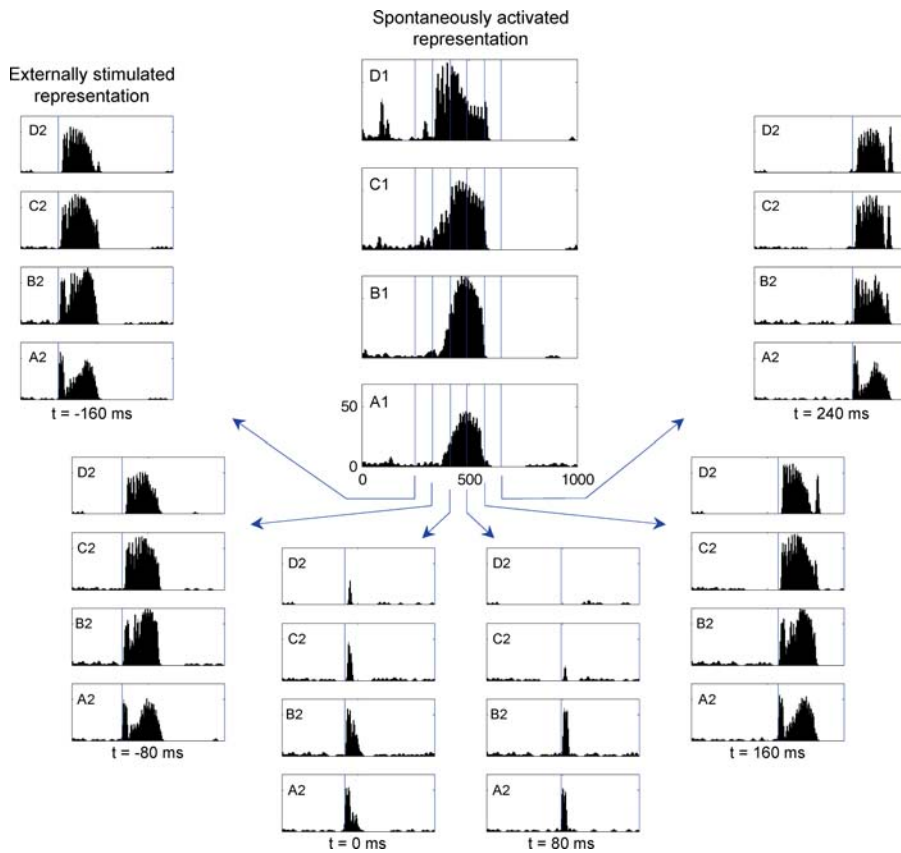 Spontaneously activated
representation
D1
C1
B1
A1
50
0
0
500
1000
Externally stimulated
representation
D2
C2
B2
A2
t = -160 ms
D2
C2
B2
A2
t = 240 ms
D2
C2
B2
A2
t = -80 ms
D2
C2
B2
A2
t = 0 ms
D2
C2
B2
A2
t = 80 ms
D2
C2
B2
A2
t = 160 ms